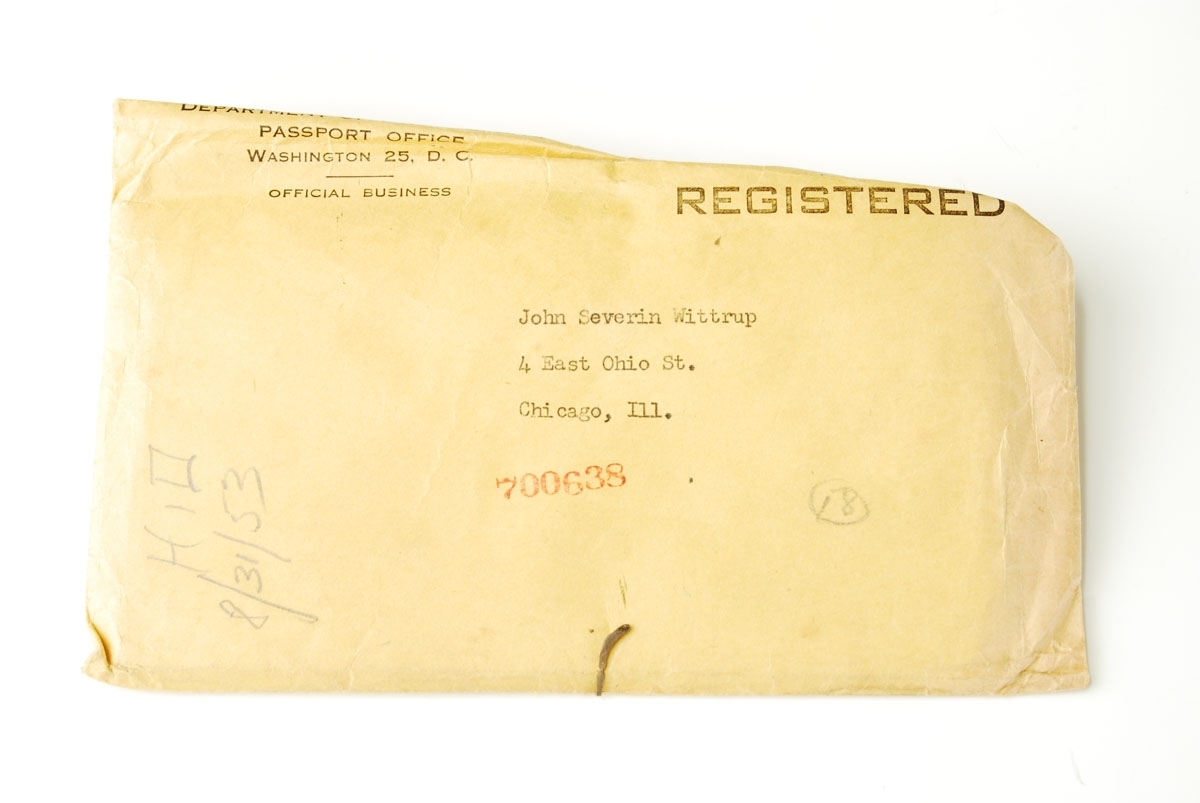 DEPARTMENT
PASSPORT OFFICE
WASHINGTON 25, D. C.
OFFICIAL BUSINESS
REGISTERED
John Severin Wittrup
4 East Ohio St.
Chicago, Ill.
700638
18
8/31/53